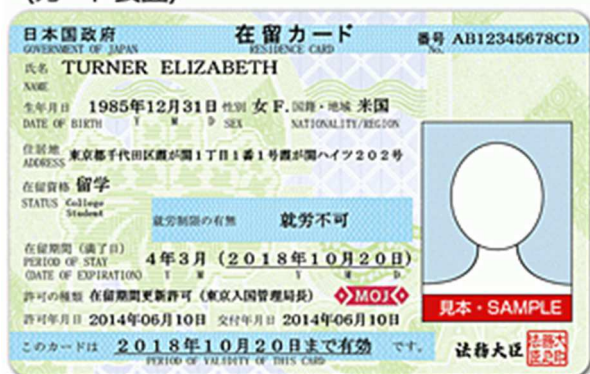 日本国政府 在留カード 番号 AB12345678CD
GOVERNMENT OF JAPAN RESIDENCE CARD No.
氏名 TURNER ELIZABETH
NAME
生年月日 1985年12月31日 性別 女 F. 国籍・地域 米国
DATE OF BIRTH Y M D SEX NATIONALITY/REGION
住居地 東京都千代田区霞が関1丁目1番1号霞が関ハイツ202号
ADDRESS
在留資格 留学
STATUS College
Student
就労制限の有無 就労不可
在留期間(満了日) 4年3月(2018年10月20日)
PERIOD OF STAY
(DATE OF EXPIRATION) Y M Y M D
許可の種類 在留期間更新許可(東京入国管理局長) MOJ
見本・SAMPLE
許可年月日 2014年06月10日 交付年月日 2014年06月10日
このカードは 2018年10月20日まで有効 です。
PERIOD OF VALIDITY OF THIS CARD
法務大臣